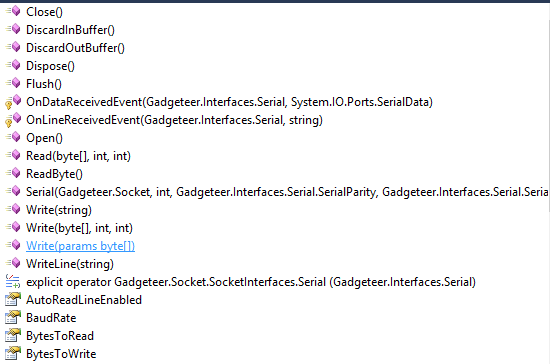 Close()
DiscardInBuffer()
DiscardOutBuffer()
Dispose()
Flush()
OnDataReceivedEvent(Gadgeteer.Interfaces.Serial, System.IO.Ports.SerialData)
OnLineReceivedEvent(Gadgeteer.Interfaces.Serial, string)
Open()
Read(byte[], int, int)
ReadByte()
Serial(Gadgeteer.Socket, int, Gadgeteer.Interfaces.Serial.SerialParity, Gadgeteer.Interfaces.Serial.Seria
Write(string)
Write(byte[], int, int)
Write(params byte[])
WriteLine(string)
explicit operator Gadgeteer.Socket.SocketInterfaces.Serial (Gadgeteer.Interfaces.Serial)
AutoReadLineEnabled
BaudRate
BytesToRead
BytesToWrite